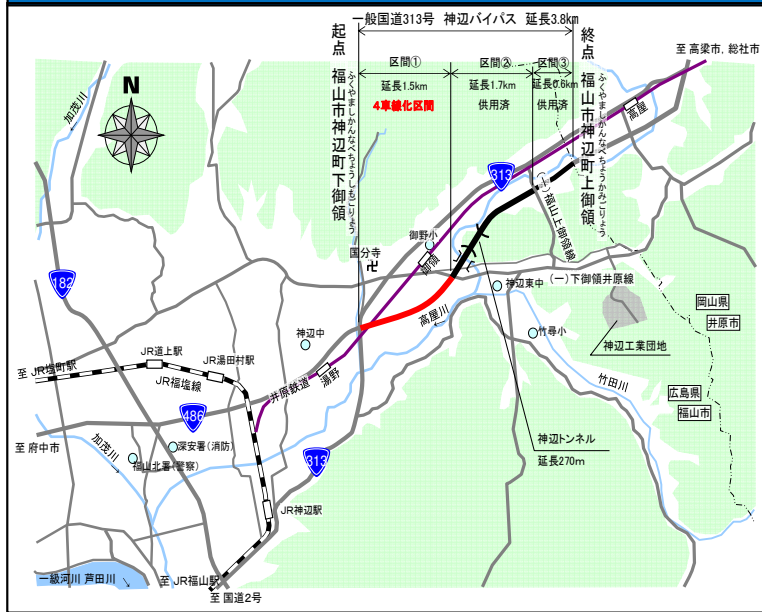 一般国道313号 神辺バイパス 延長3.8km
起点 福山市神辺町下御領
ふくやましかんなべちょうしもごりょう
終点 福山市神辺町上御領
ふくやましかんなべちょうかみごりょう
区間①
延長1.5km
4車線化区間
区間②
延長1.7km
供用済
区間③
延長0.6km
供用済
至 高梁市, 総社市
N
加茂川
高屋
313
(一)福山上御領線
御野小
国分寺
御領
182
神辺東中
(一)下御領井原線
岡山県
井原市
高屋川
神辺中
竹尋小
神辺工業団地
JR道上駅
JR湯田村駅
至 JR塩町駅
JR福塩線
井原鉄道
湯野
竹田川
広島県
福山市
486
至 府中市
加茂川
深安署(消防)
福山北署(警察)
313
神辺トンネル
延長270m
JR神辺駅
一級河川 芦田川
至 JR福山駅
至 国道2号